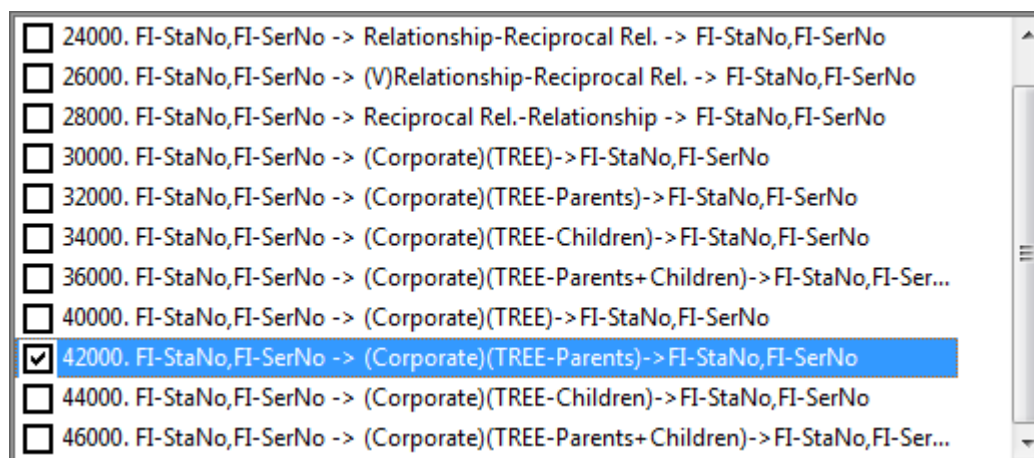 24000. FI-StaNo,FI-SerNo -> Relationship-Reciprocal Rel. -> FI-StaNo,FI-SerNo
26000. FI-StaNo,FI-SerNo -> (V)Relationship-Reciprocal Rel. -> FI-StaNo,FI-SerNo
28000. FI-StaNo,FI-SerNo -> Reciprocal Rel.-Relationship -> FI-StaNo,FI-SerNo
30000. FI-StaNo,FI-SerNo -> (Corporate)(TREE)->FI-StaNo,FI-SerNo
32000. FI-StaNo,FI-SerNo -> (Corporate)(TREE-Parents)->FI-StaNo,FI-SerNo
34000. FI-StaNo,FI-SerNo -> (Corporate)(TREE-Children)->FI-StaNo,FI-SerNo
36000. FI-StaNo,FI-SerNo -> (Corporate)(TREE-Parents+Children)->FI-StaNo,FI-Ser...
40000. FI-StaNo,FI-SerNo -> (Corporate)(TREE)->FI-StaNo,FI-SerNo
42000. FI-StaNo,FI-SerNo -> (Corporate)(TREE-Parents)->FI-StaNo,FI-SerNo
44000. FI-StaNo,FI-SerNo -> (Corporate)(TREE-Children)->FI-StaNo,FI-SerNo
46000. FI-StaNo,FI-SerNo -> (Corporate)(TREE-Parents+Children)->FI-StaNo,FI-Ser...